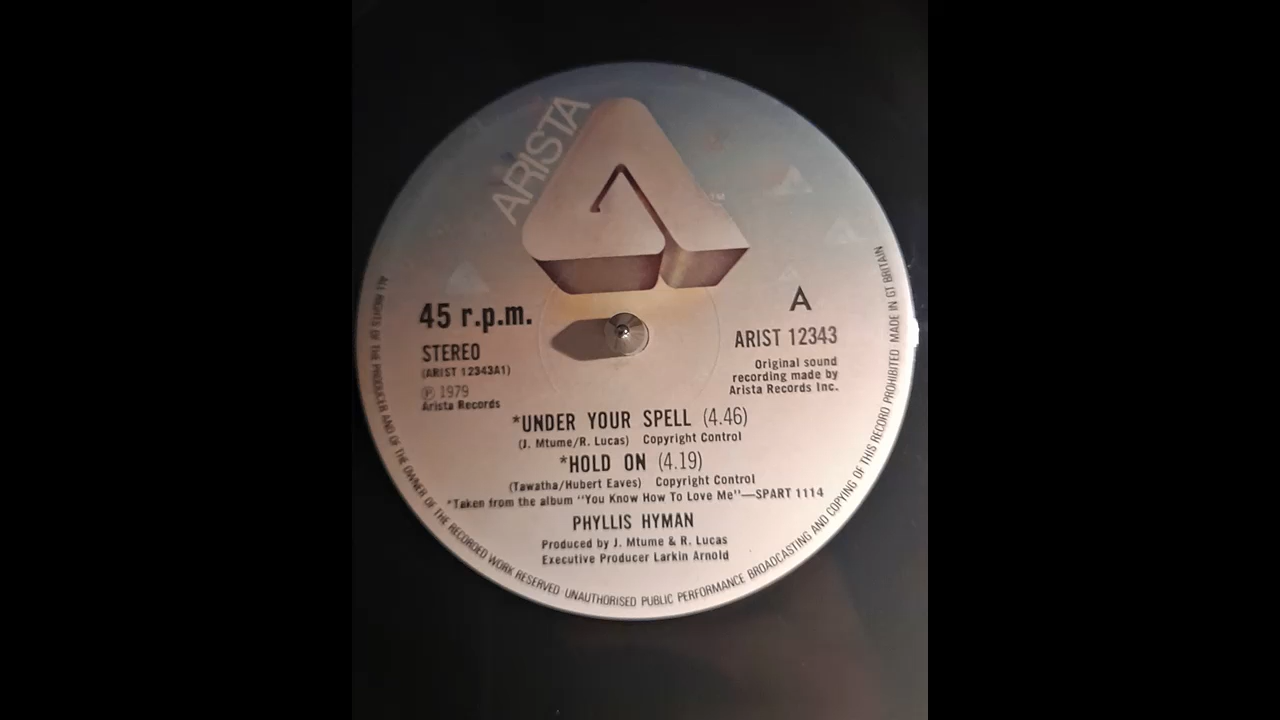 ARISTA
™
45 r.p.m.
STEREO
(ARIST 12343A1)
℗ 1979
Arista Records
A
ARIST 12343
Original sound
recording made by
Arista Records Inc.
*UNDER YOUR SPELL (4.46)
(J. Mtume/R. Lucas) Copyright Control
*HOLD ON (4.19)
(Tawatha/Hubert Eaves) Copyright Control
*Taken from the album "You Know How To Love Me"—SPART 1114
PHYLLIS HYMAN
Produced by J. Mtume & R. Lucas
Executive Producer Larkin Arnold
ALL RIGHTS OF THE PRODUCER AND OF THE OWNER OF THE RECORDED WORK RESERVED UNAUTHORISED PUBLIC PERFORMANCE BROADCASTING AND COPYING OF THIS RECORD PROHIBITED MADE IN GT BRITAIN